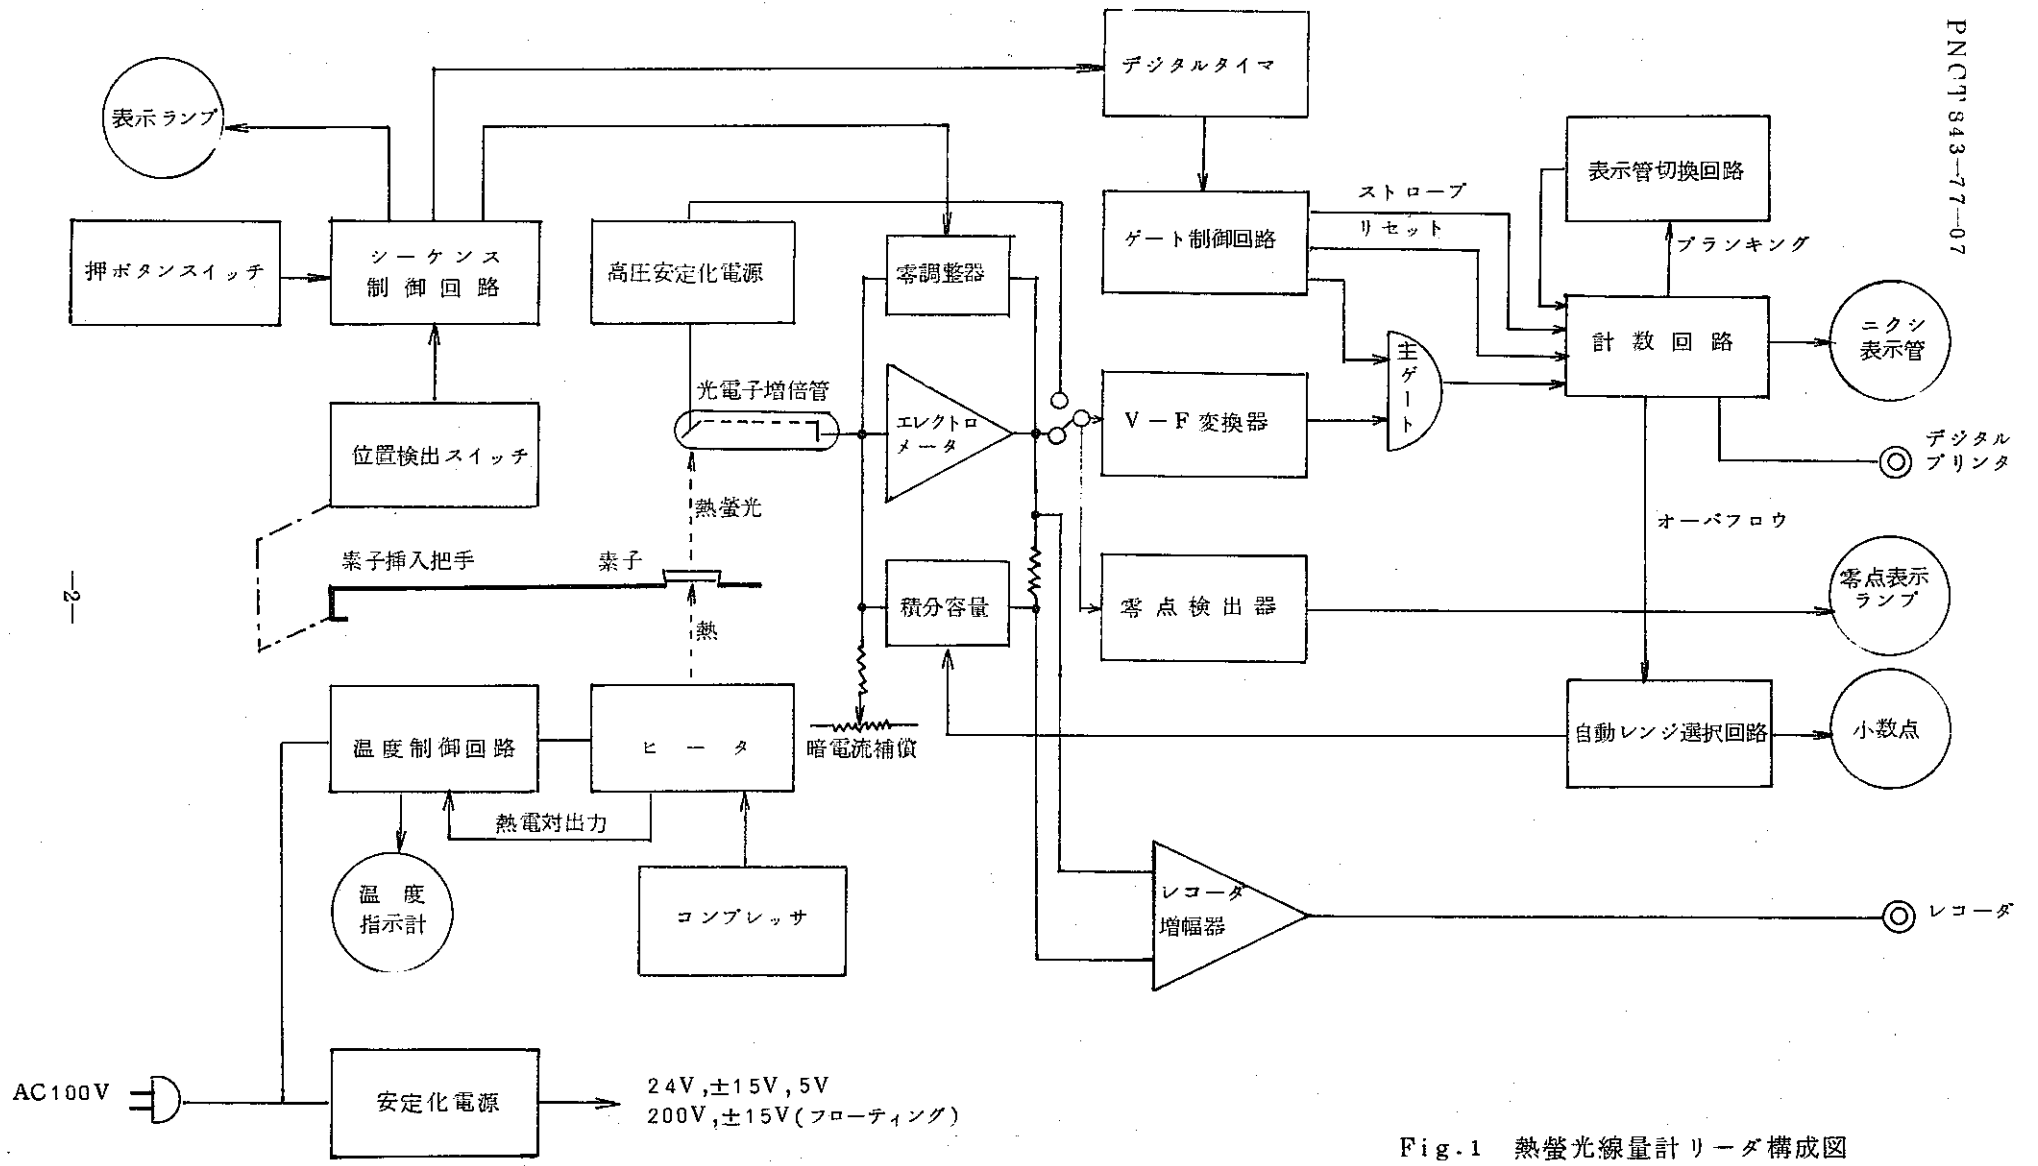 PNCT843-77-07
デジタルタイマ
表示ランプ
表示管切換回路
ストローブ
リセット
ゲート制御回路
ブランキング
押ボタンスイッチ
シーケンス
制御回路
高圧安定化電源
零調整器
計数回路
ニクシ
表示管
主ゲート
光電子増倍管
エレクトロ
メータ
V-F変換器
位置検出スイッチ
デジタル
プリンタ
熱螢光
オーバフロウ
素子挿入把手
素子
積分容量
零点検出器
零点表示
ランプ
熱
-2-
温度制御回路
ヒータ
暗電流補償
自動レンジ選択回路
小数点
熱電対出力
温度
指示計
コンプレッサ
レコーダ
増幅器
レコーダ
AC100V
安定化電源
24V,±15V,5V
200V,±15V(フローティング)
Fig.1 熱螢光線量計リーダ構成図